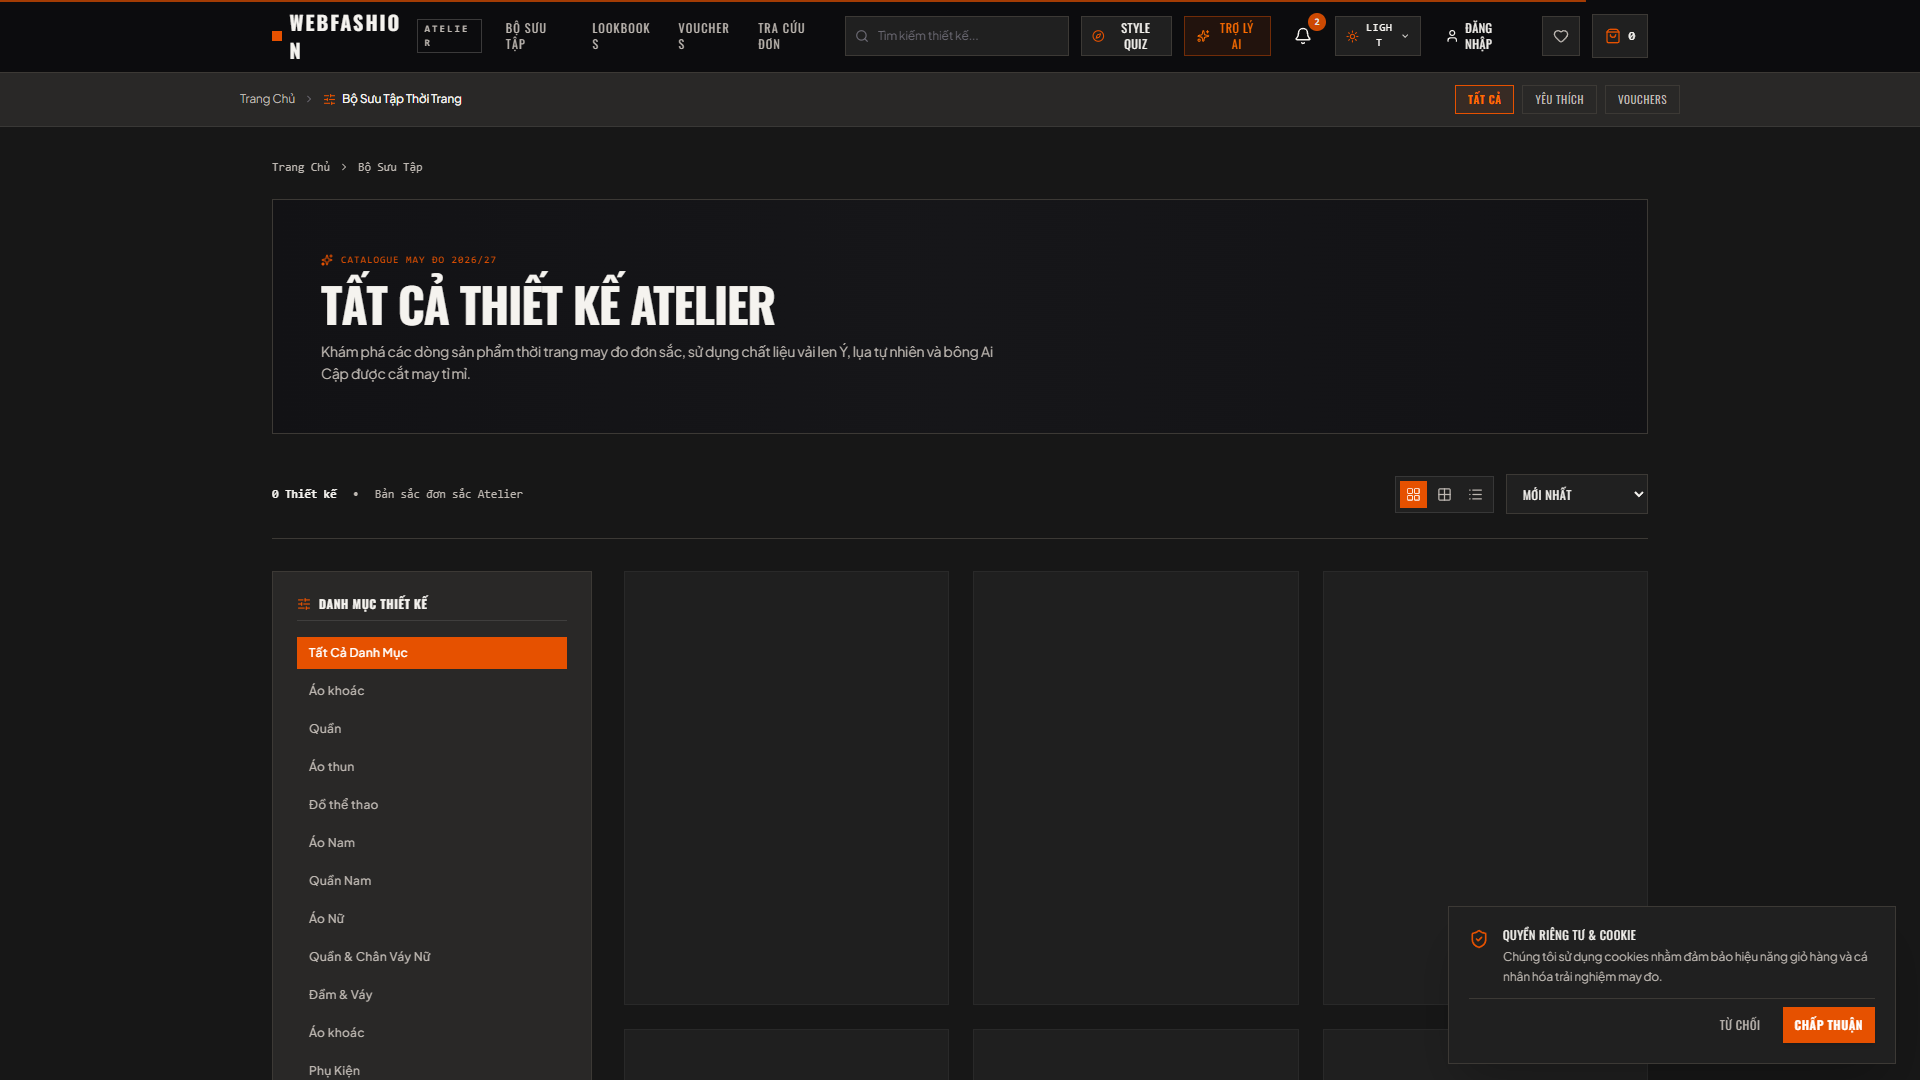 WEBFASHIO
N
ATELIE
R
BỘ SƯU
TẬP
LOOKBOOK
S
VOUCHER
S
TRA CỨU
ĐƠN
Tìm kiếm thiết kế...
STYLE
QUIZ
TRỢ LÝ
AI
2
LIGH
T
ĐĂNG
NHẬP
0
Trang Chủ
Bộ Sưu Tập Thời Trang
TẤT CẢ
YÊU THÍCH
VOUCHERS
Trang Chủ
Bộ Sưu Tập
CATALOGUE MAY ĐO 2026/27
TẤT CẢ THIẾT KẾ ATELIER
Khám phá các dòng sản phẩm thời trang may đo đơn sắc, sử dụng chất liệu vải len Ý, lụa tự nhiên và bông Ai
Cập được cắt may tỉ mỉ.
0 Thiết kế • Bản sắc đơn sắc Atelier
MỚI NHẤT
DANH MỤC THIẾT KẾ
Tất Cả Danh Mục
Áo khoác
Quần
Áo thun
Đồ thể thao
Áo Nam
Quần Nam
Áo Nữ
Quần & Chân Váy Nữ
Đầm & Váy
Áo khoác
Phụ Kiện
QUYỀN RIÊNG TƯ & COOKIE
Chúng tôi sử dụng cookies nhằm đảm bảo hiệu năng giỏ hàng và cá
nhân hóa trải nghiệm may đo.
TỪ CHỐI
CHẤP THUẬN